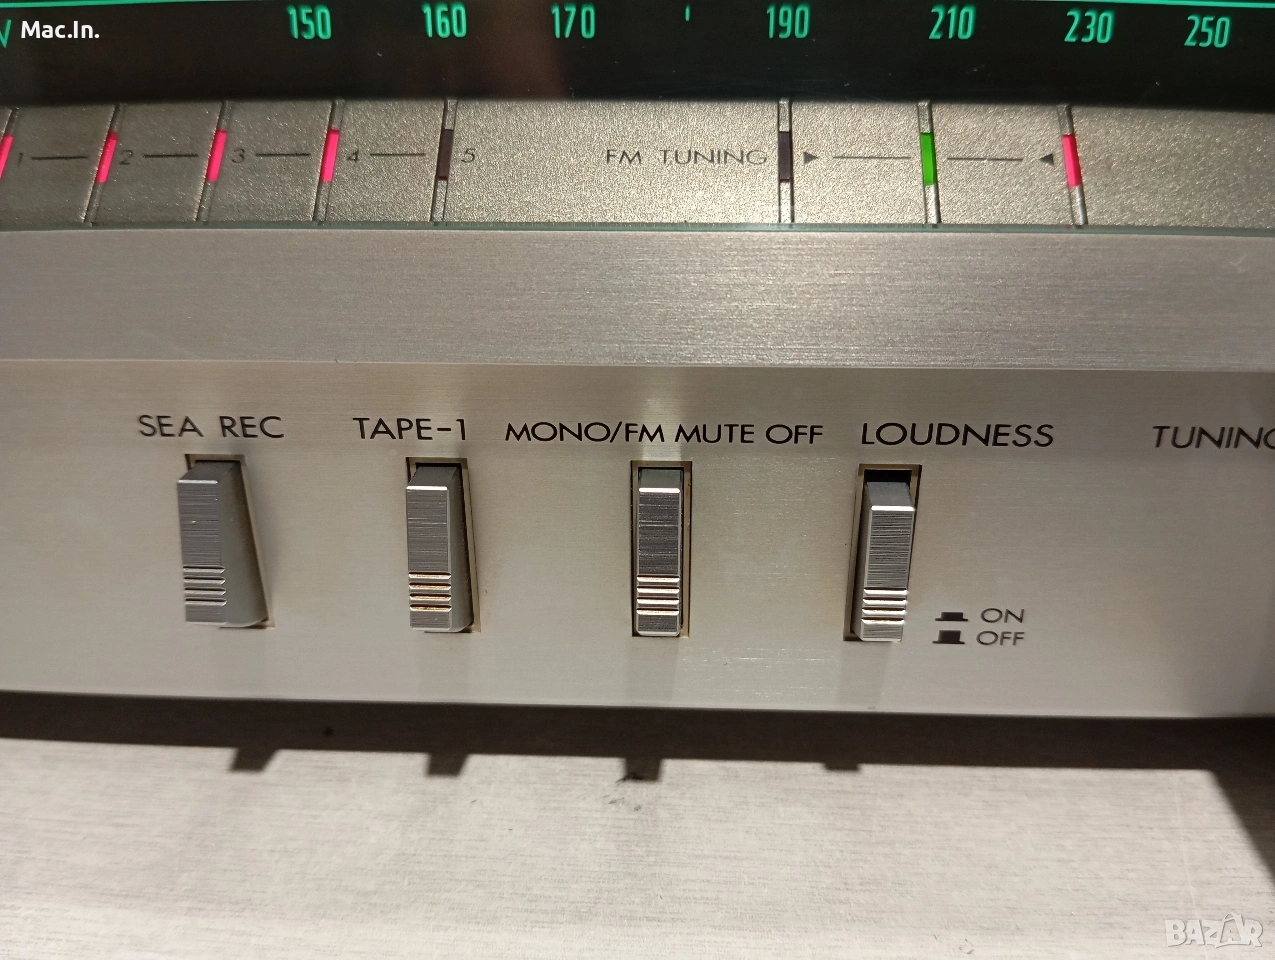 Mac.In.
150 160 170 190 210 230 250
1 2 3 4 5 FM TUNING
SEA REC TAPE-1 MONO/FM MUTE OFF LOUDNESS TUNING
ON
OFF
BAZAR